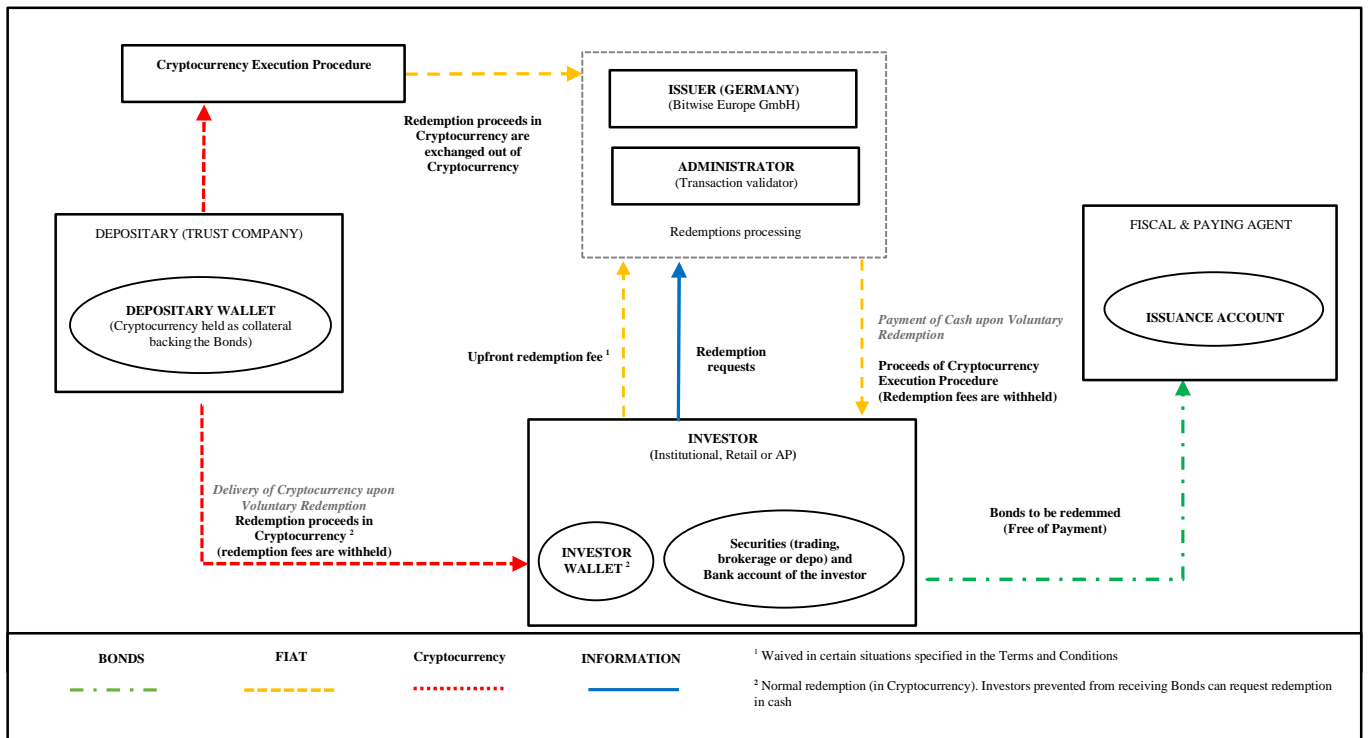 Cryptocurrency Execution Procedure
Redemption proceeds in
Cryptocurrency are
exchanged out of
Cryptocurrency
ISSUER (GERMANY)
(Bitwise Europe GmbH)
ADMINISTRATOR
(Transaction validator)
Redemptions processing
DEPOSITARY (TRUST COMPANY)
DEPOSITARY WALLET
(Cryptocurrency held as collateral
backing the Bonds)
FISCAL & PAYING AGENT
ISSUANCE ACCOUNT
Upfront redemption fee ¹
Redemption
requests
Payment of Cash upon Voluntary
Redemption
Proceeds of Cryptocurrency
Execution Procedure
(Redemption fees are withheld)
INVESTOR
(Institutional, Retail or AP)
INVESTOR
WALLET ²
Securities (trading,
brokerage or depo) and
Bank account of the investor
Delivery of Cryptocurrency upon
Voluntary Redemption
Redemption proceeds in
Cryptocurrency ²
(redemption fees are withheld)
Bonds to be redemmed
(Free of Payment)
BONDS
FIAT
Cryptocurrency
INFORMATION
¹ Waived in certain situations specified in the Terms and Conditions
² Normal redemption (in Cryptocurrency). Investors prevented from receiving Bonds can request redemption
in cash